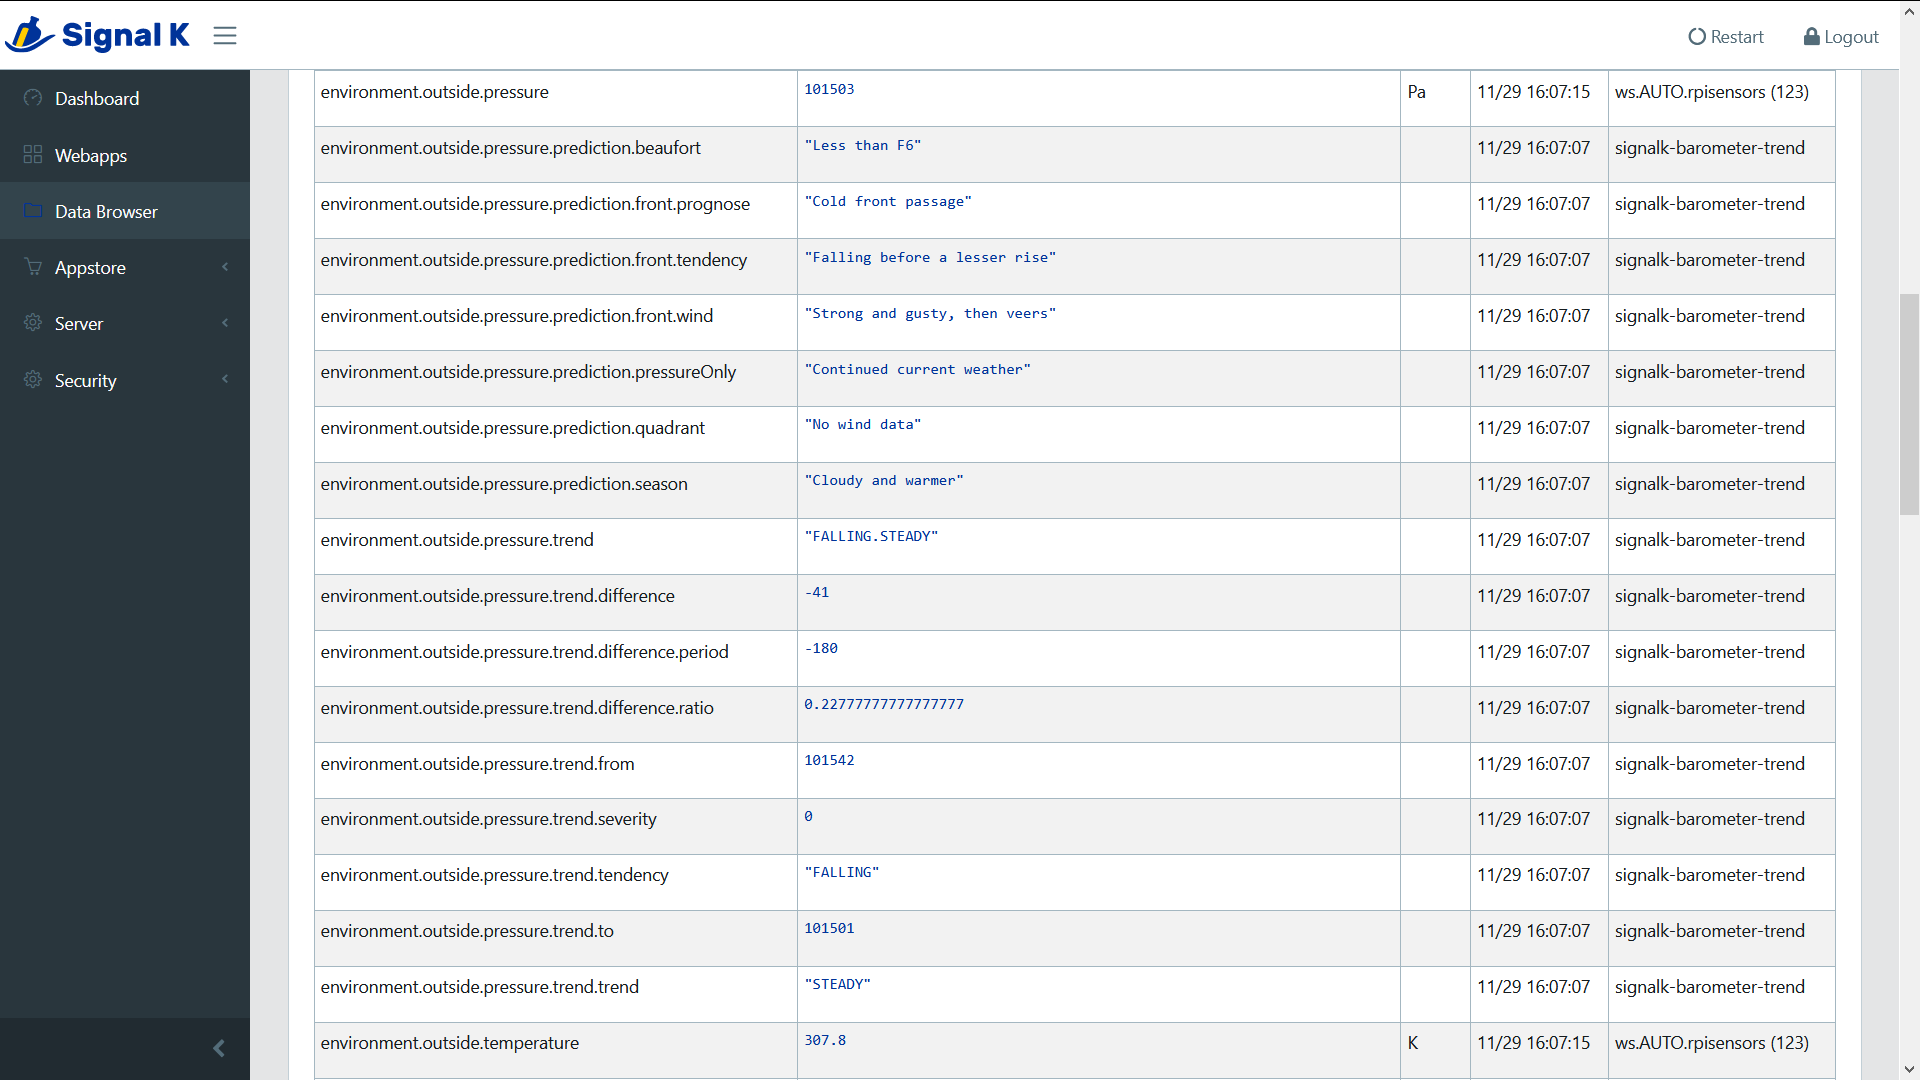 Signal K
Restart
Logout
Dashboard
Webapps
Data Browser
Appstore
Server
Security
environment.outside.pressure 101503 Pa 11/29 16:07:15 ws.AUTO.rpisensors (123)
environment.outside.pressure.prediction.beaufort "Less than F6" 11/29 16:07:07 signalk-barometer-trend
environment.outside.pressure.prediction.front.prognose "Cold front passage" 11/29 16:07:07 signalk-barometer-trend
environment.outside.pressure.prediction.front.tendency "Falling before a lesser rise" 11/29 16:07:07 signalk-barometer-trend
environment.outside.pressure.prediction.front.wind "Strong and gusty, then veers" 11/29 16:07:07 signalk-barometer-trend
environment.outside.pressure.prediction.pressureOnly "Continued current weather" 11/29 16:07:07 signalk-barometer-trend
environment.outside.pressure.prediction.quadrant "No wind data" 11/29 16:07:07 signalk-barometer-trend
environment.outside.pressure.prediction.season "Cloudy and warmer" 11/29 16:07:07 signalk-barometer-trend
environment.outside.pressure.trend "FALLING.STEADY" 11/29 16:07:07 signalk-barometer-trend
environment.outside.pressure.trend.difference -41 11/29 16:07:07 signalk-barometer-trend
environment.outside.pressure.trend.difference.period -180 11/29 16:07:07 signalk-barometer-trend
environment.outside.pressure.trend.difference.ratio 0.22777777777777777 11/29 16:07:07 signalk-barometer-trend
environment.outside.pressure.trend.from 101542 11/29 16:07:07 signalk-barometer-trend
environment.outside.pressure.trend.severity 0 11/29 16:07:07 signalk-barometer-trend
environment.outside.pressure.trend.tendency "FALLING" 11/29 16:07:07 signalk-barometer-trend
environment.outside.pressure.trend.to 101501 11/29 16:07:07 signalk-barometer-trend
environment.outside.pressure.trend.trend "STEADY" 11/29 16:07:07 signalk-barometer-trend
environment.outside.temperature 307.8 K 11/29 16:07:15 ws.AUTO.rpisensors (123)